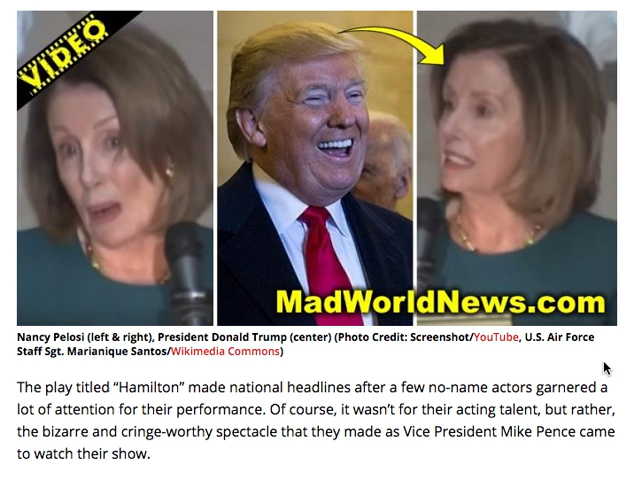 VIDEO
MadWorldNews.com
Nancy Pelosi (left & right), President Donald Trump (center) (Photo Credit: Screenshot/YouTube, U.S. Air Force
Staff Sgt. Marianique Santos/Wikimedia Commons)
The play titled “Hamilton” made national headlines after a few no-name actors garnered a
lot of attention for their performance. Of course, it wasn’t for their acting talent, but rather,
the bizarre and cringe-worthy spectacle that they made as Vice President Mike Pence came
to watch their show.